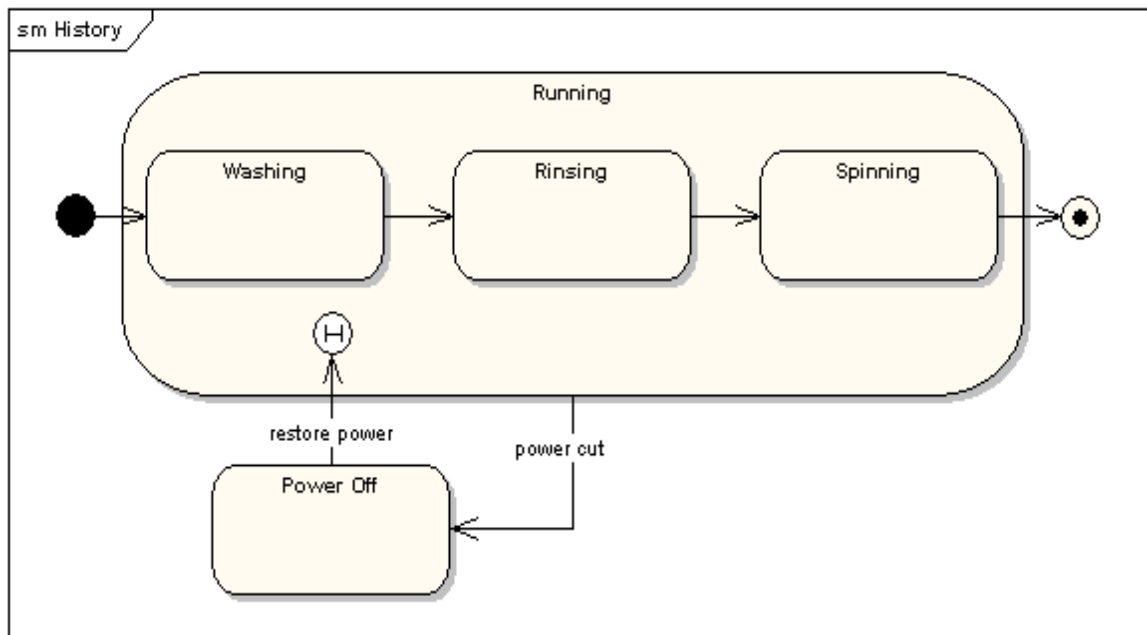 sm History
Running
Washing
Rinsing
Spinning
H
restore power
power cut
Power Off